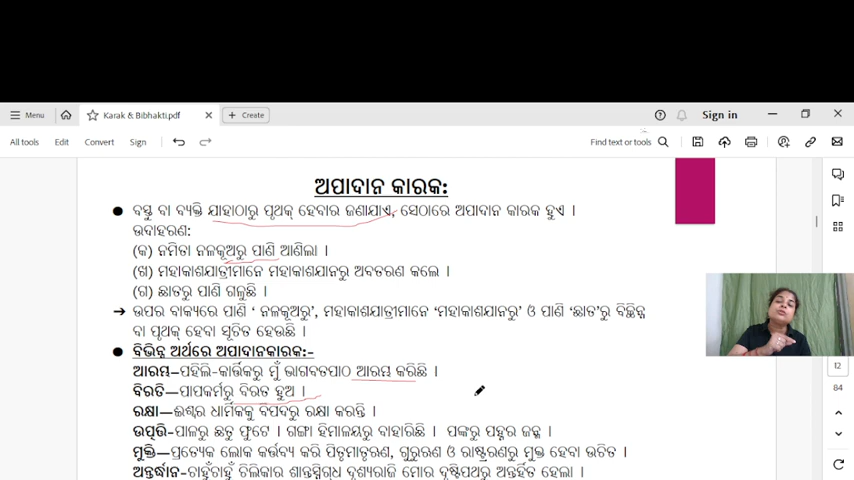 Menu
Karak & Bibhakti.pdf
Create
Sign in
All tools Edit Convert Sign
Find text or tools
ଅପାଦାନ କାରକ:
ବସ୍ତୁ ବା ବ୍ୟକ୍ତି ଯାହାଠାରୁ ପୃଥକ୍ ହେବାର ଜଣାଯାଏ, ସେଠାରେ ଅପାଦାନ କାରକ ହୁଏ ।
ଉଦାହରଣ:
(କ) ନମିତା ନଳକୂଅରୁ ପାଣି ଆଣିଲା ।
(ଖ) ମହାକାଶଯାତ୍ରୀମାନେ ମହାକାଶଯାନରୁ ଅବତରଣ କଲେ ।
(ଗ) ଛାତରୁ ପାଣି ଗଳୁଛି ।
➔ ଉପର ବାକ୍ୟରେ ପାଣି ‘ ନଳକୂଅରୁ’, ମହାକାଶଯାତ୍ରୀମାନେ ‘ମହାକାଶଯାନରୁ’ ଓ ପାଣି ‘ଛାତ’ରୁ ବିଚ୍ଛିନ୍ନ
ବା ପୃଥକ୍ ହେବା ସୂଚିତ ହେଉଛି ।
ବିଭିନ୍ନ ଅର୍ଥରେ ଅପାଦାନକାରକ:-
ଆରମ୍ଭ–ପହିଲି-କାର୍ତ୍ତିକରୁ ମୁଁ ଭାଗବତପାଠ ଆରମ୍ଭ କରିଛି ।
ବିରତି–ପାପକର୍ମରୁ ବିରତ ହୁଅ ।
ରକ୍ଷା–ଈଶ୍ବର ଧାର୍ମିକକୁ ବିପଦରୁ ରକ୍ଷା କରନ୍ତି ।
ଉତ୍ପତ୍ତି-ପାଳରୁ ଛତୁ ଫୁଟେ । ଗଙ୍ଗା ହିମାଳୟରୁ ବାହାରିଛି । ପଙ୍କରୁ ପଦ୍ମର ଜନ୍ମ ।
ମୁକ୍ତି–ପ୍ରତ୍ୟେକ ଲୋକ କର୍ତ୍ତବ୍ୟ କରି ପିତୃମାତୃଋଣ, ଗୁରୁଋଣ ଓ ରାଷ୍ଟ୍ରଋଣରୁ ମୁକ୍ତ ହେବା ଉଚିତ ।
ଅନ୍ତର୍ଦ୍ଧାନ–ଚାହୁଁଚାହୁଁ ଚିଲିକାର ଶାନ୍ତସ୍ନିଗ୍ଧ ଦୃଶ୍ୟରାଜି ମୋର ଦୃଷ୍ଟିପଥରୁ ଅନ୍ତର୍ହିତ ହେଲା ।
12
84